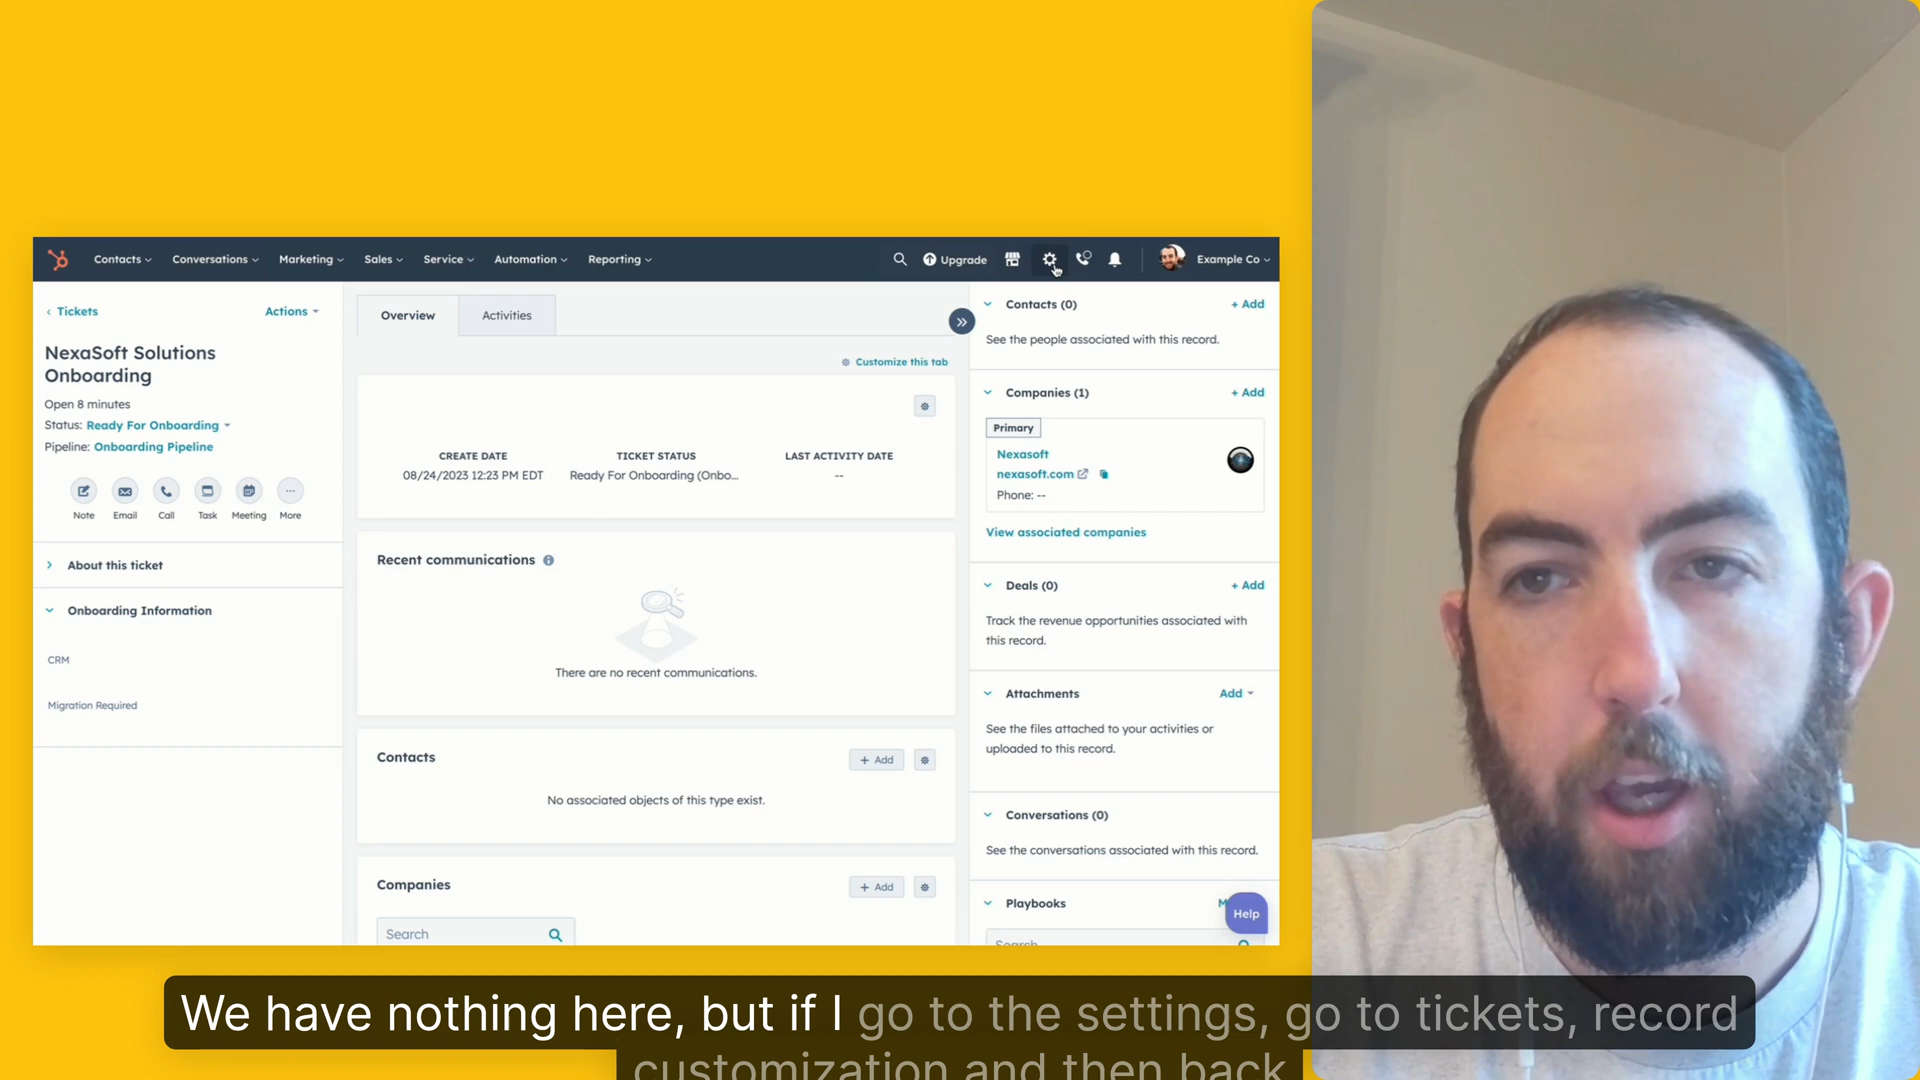 Contacts
Conversations
Marketing
Sales
Service
Automation
Reporting
Upgrade
Example Co
Tickets
Actions
NexaSoft Solutions
Onboarding
Open 8 minutes
Status: Ready For Onboarding
Pipeline: Onboarding Pipeline
Note
Email
Call
Task
Meeting
More
About this ticket
Onboarding Information
CRM
Migration Required
Overview
Activities
Customize this tab
CREATE DATE
08/24/2023 12:23 PM EDT
TICKET STATUS
Ready For Onboarding (Onbo...
LAST ACTIVITY DATE
--
Recent communications
There are no recent communications.
Contacts
+ Add
No associated objects of this type exist.
Companies
+ Add
Search
Contacts (0)
+ Add
See the people associated with this record.
Companies (1)
+ Add
Primary
Nexasoft
nexasoft.com
Phone: --
View associated companies
Deals (0)
+ Add
Track the revenue opportunities associated with
this record.
Attachments
Add
See the files attached to your activities or
uploaded to this record.
Conversations (0)
See the conversations associated with this record.
Playbooks
Help
Search
We have nothing here, but if I go to the settings, go to tickets, record
customization and then back